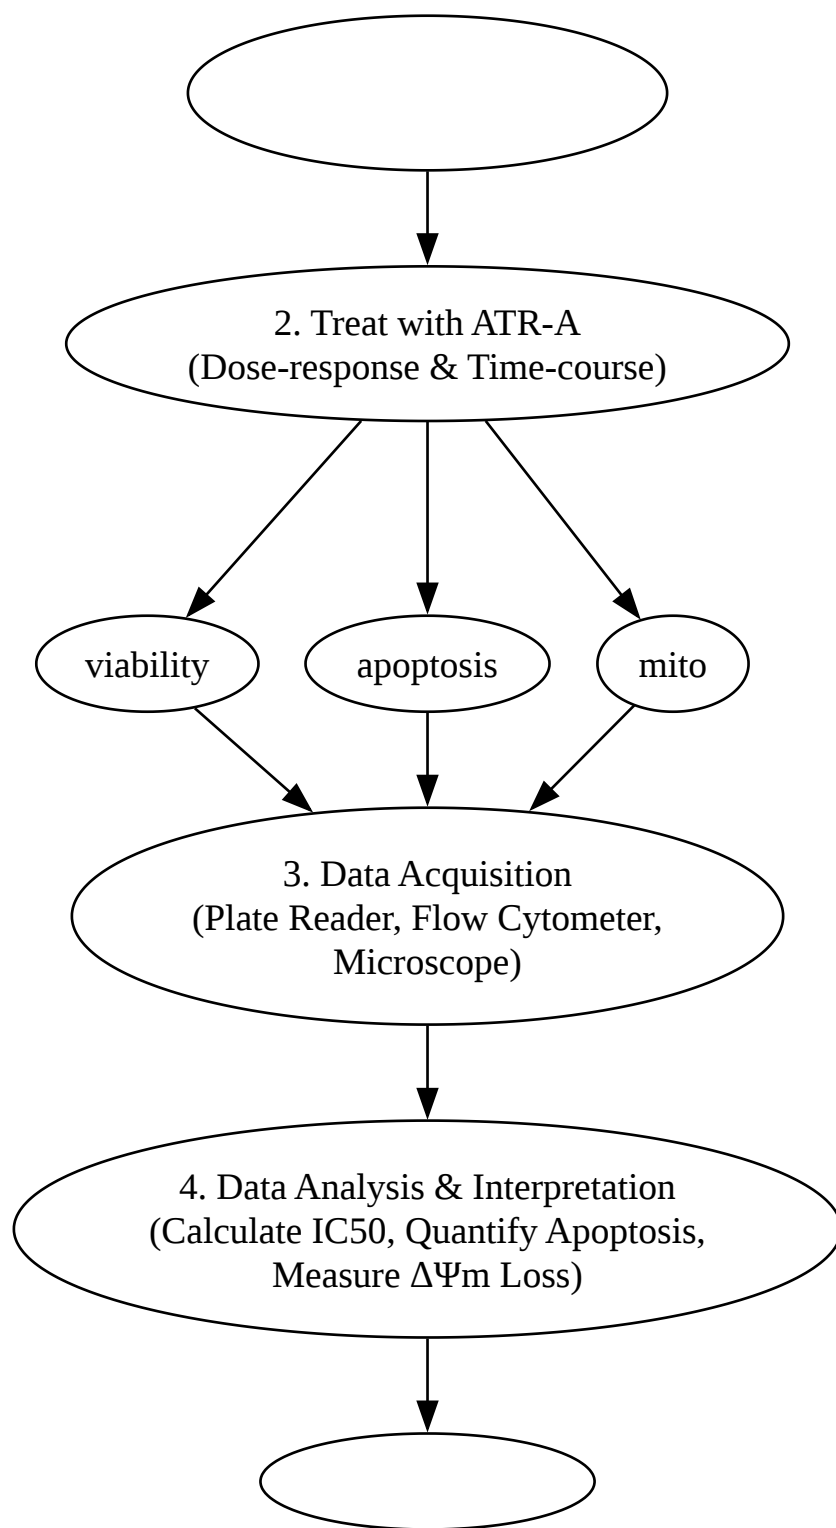 2. Treat with ATR-A
(Dose-response & Time-course)
viability
apoptosis
mito
3. Data Acquisition
(Plate Reader, Flow Cytometer,
Microscope)
4. Data Analysis & Interpretation
(Calculate IC50, Quantify Apoptosis,
Measure ΔΨm Loss)